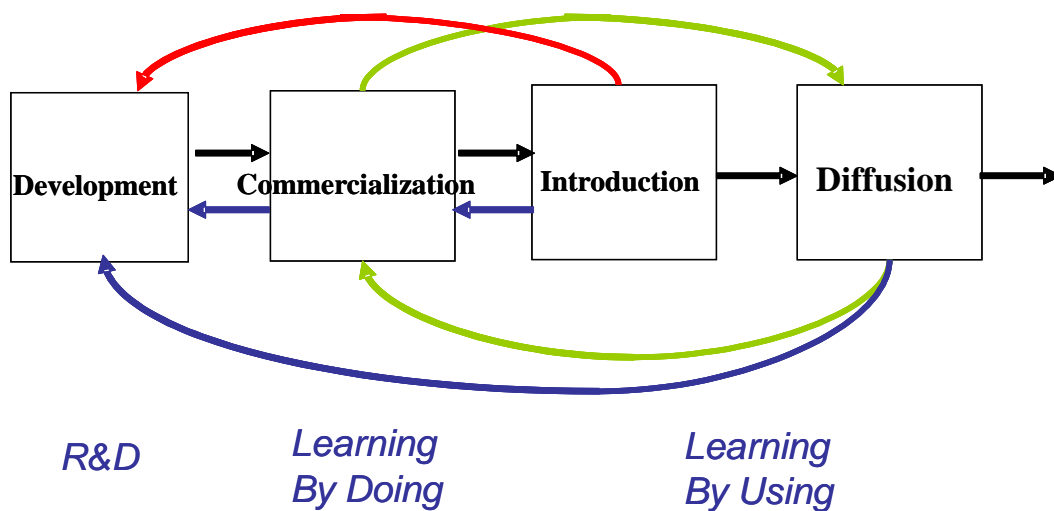 Development
Commercialization
Introduction
Diffusion
R&D
Learning
By Doing
Learning
By Using